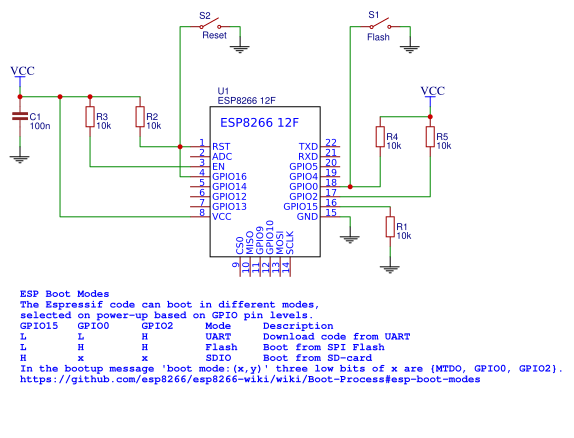 S2
Reset
S1
Flash
VCC
C1
100n
R3
10k
R2
10k
U1
ESP8266 12F
ESP8266 12F
VCC
R4
10k
R5
10k
1 RST
2 ADC
3 EN
4 GPIO16
5 GPIO14
6 GPIO12
7 GPIO13
8 VCC
TXD 22
RXD 21
GPIO5 20
GPIO4 19
GPIO0 18
GPIO2 17
GPIO15 16
GND 15
CS0 9
MISO 10
GPIO9 11
GPIO10 12
MOSI 13
SCLK 14
R1
10k
ESP Boot Modes
The Espressif code can boot in different modes,
selected on power-up based on GPIO pin levels.
GPIO15 GPIO0 GPIO2 Mode Description
L L H UART Download code from UART
L H H Flash Boot from SPI Flash
H x x SDIO Boot from SD-card
In the bootup message 'boot mode:(x,y)' three low bits of x are {MTDO, GPIO0, GPIO2}.
https://github.com/esp8266/esp8266-wiki/wiki/Boot-Process#esp-boot-modes